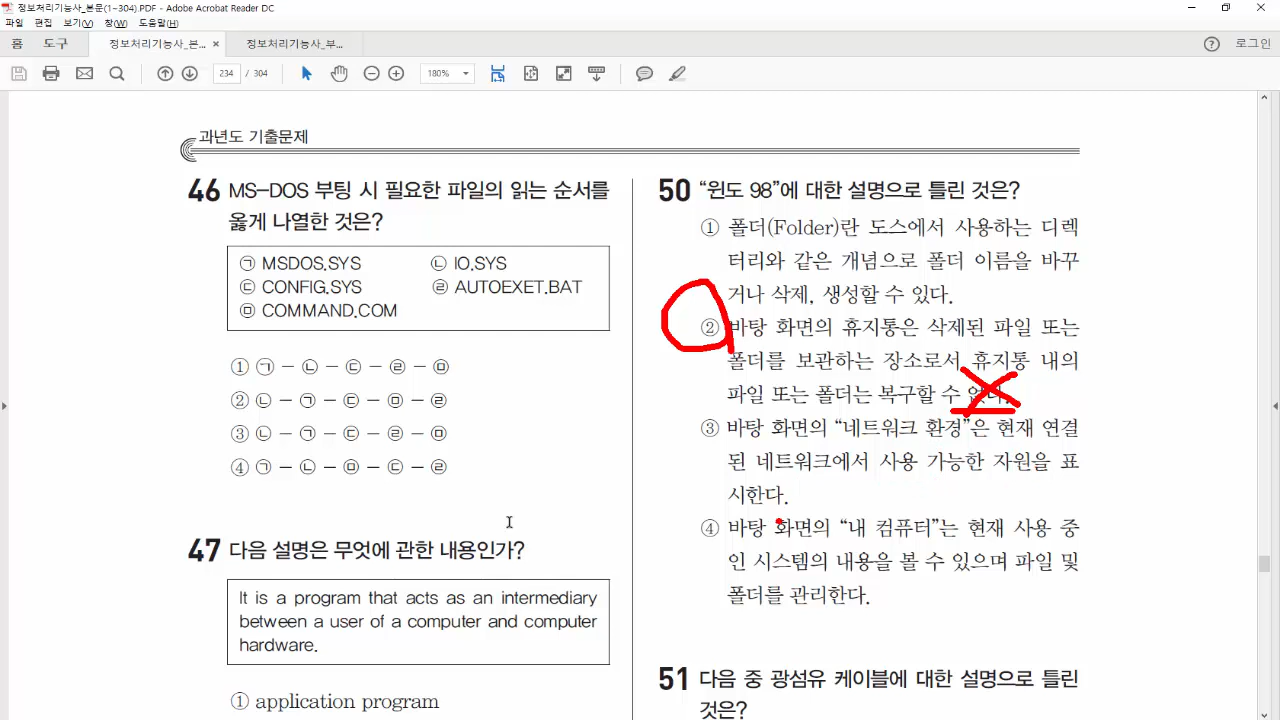 정보처리기능사_본문(1~304).PDF - Adobe Acrobat Reader DC
파일 편집 보기(V) 창(W) 도움말(H)
홈 도구 정보처리기능사_본... × 정보처리기능사_부... 로그인
234 / 304 180%
과년도 기출문제
46 MS-DOS 부팅 시 필요한 파일의 읽는 순서를
옳게 나열한 것은?
㉠ MSDOS.SYS ㉡ IO.SYS
㉢ CONFIG.SYS ㉣ AUTOEXET.BAT
㉤ COMMAND.COM
① ㉠ - ㉡ - ㉢ - ㉣ - ㉤
② ㉡ - ㉠ - ㉢ - ㉤ - ㉣
③ ㉡ - ㉠ - ㉢ - ㉣ - ㉤
④ ㉠ - ㉡ - ㉤ - ㉢ - ㉣
47 다음 설명은 무엇에 관한 내용인가?
It is a program that acts as an intermediary
between a user of a computer and computer
hardware.
① application program
50 “윈도 98”에 대한 설명으로 틀린 것은?
① 폴더(Folder)란 도스에서 사용하는 디렉
터리와 같은 개념으로 폴더 이름을 바꾸
거나 삭제, 생성할 수 있다.
② 바탕 화면의 휴지통은 삭제된 파일 또는
폴더를 보관하는 장소로서 휴지통 내의
파일 또는 폴더는 복구할 수 없다.
③ 바탕 화면의 “네트워크 환경”은 현재 연결
된 네트워크에서 사용 가능한 자원을 표
시한다.
④ 바탕 화면의 “내 컴퓨터”는 현재 사용 중
인 시스템의 내용을 볼 수 있으며 파일 및
폴더를 관리한다.
51 다음 중 광섬유 케이블에 대한 설명으로 틀린
것은?